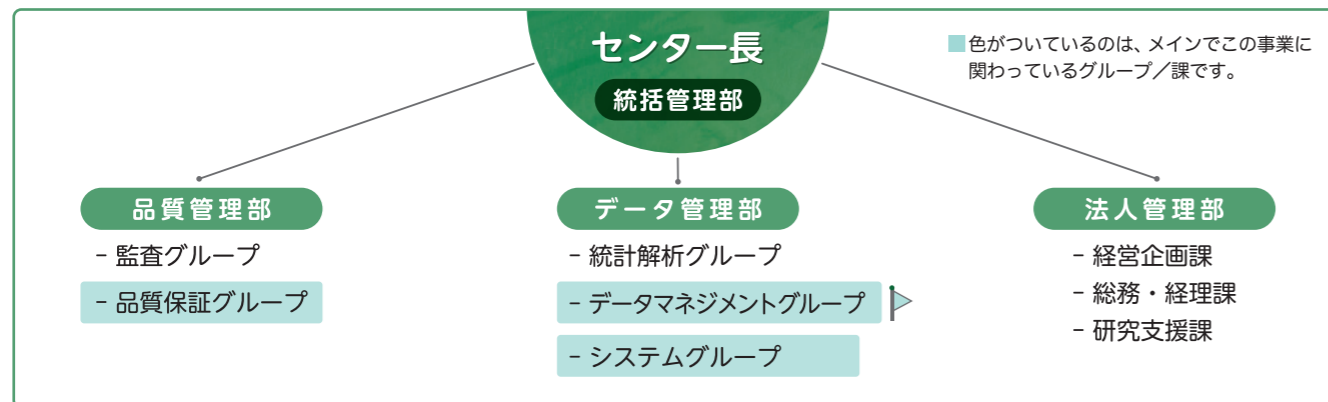 センター長
統括管理部
色がついているのは、メインでこの事業に
関わっているグループ/課です。
品質管理部
- 監査グループ
- 品質保証グループ
データ管理部
- 統計解析グループ
- データマネジメントグループ
- システムグループ
法人管理部
- 経営企画課
- 総務・経理課
- 研究支援課